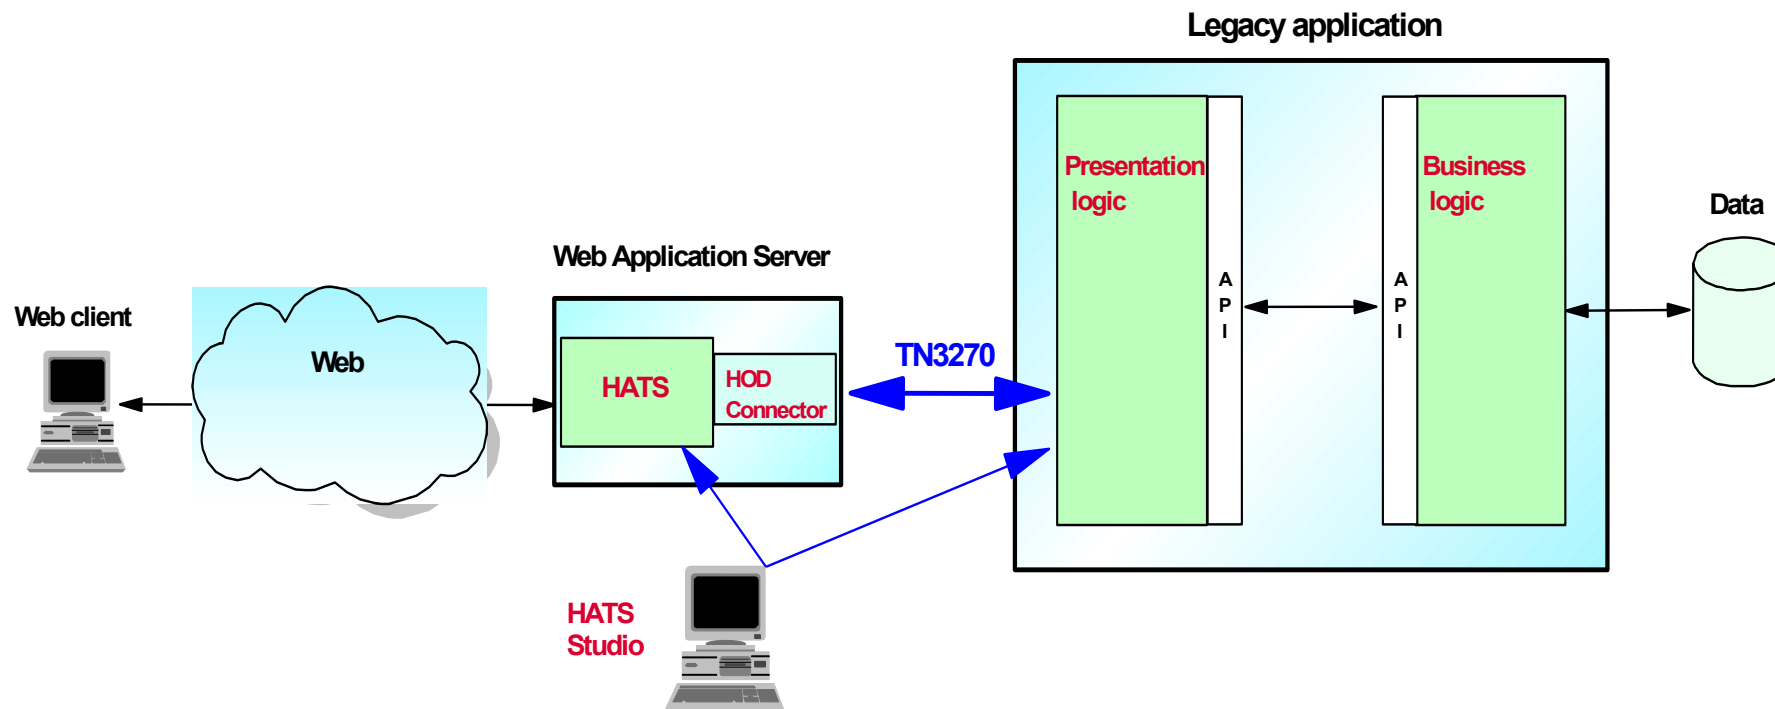 Legacy application
Presentation
logic
A
P
I
A
P
I
Business
logic
Data
Web Application Server
Web client
Web
HATS
HOD
Connector
TN3270
HATS
Studio